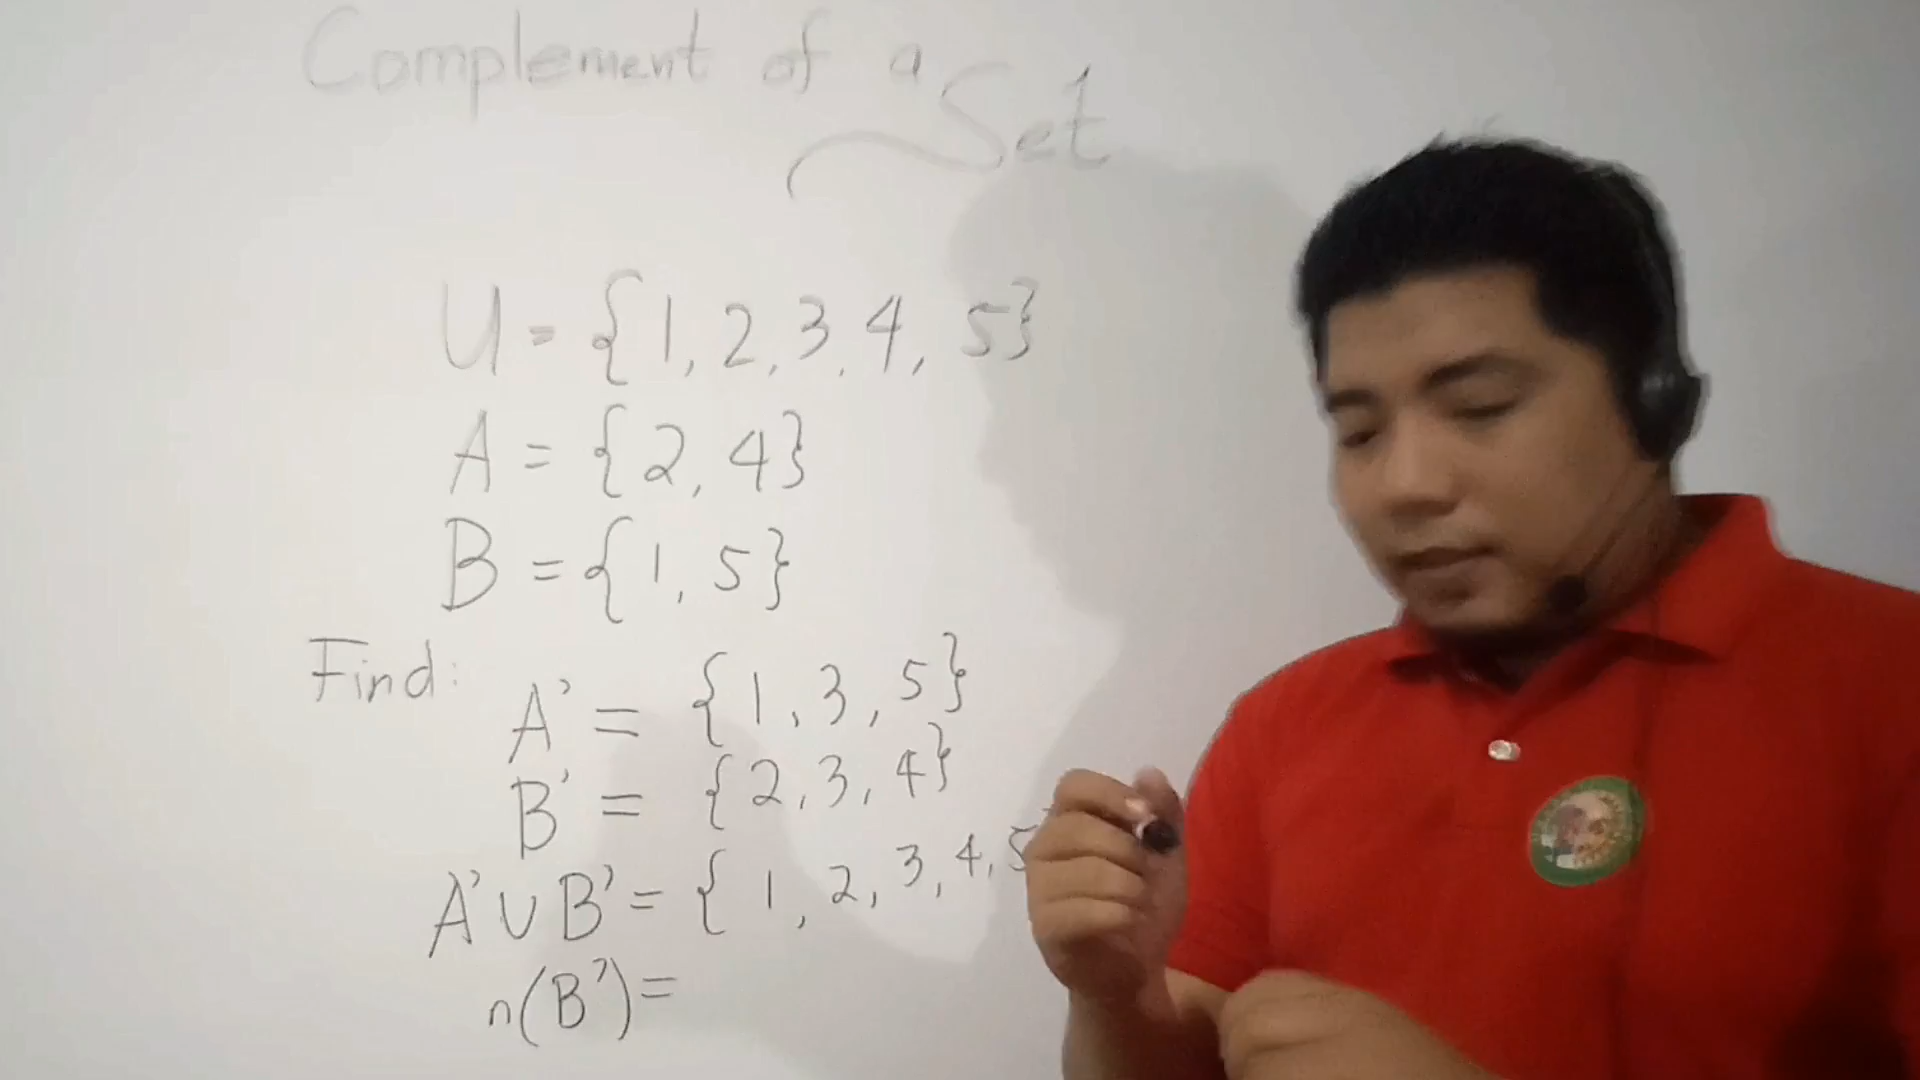 Complement of a
Set
U = {1, 2, 3, 4, 5}
A = {2, 4}
B = {1, 5}
Find:
A' = {1, 3, 5}
B' = {2, 3, 4}
A' ∪ B' = {1, 2, 3, 4, 5
n(B') =